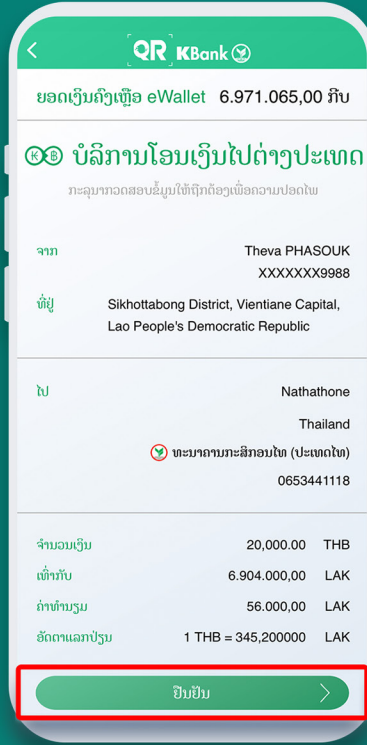 QR KBank
ຍອດເງິນຄົງເຫຼືອ eWallet 6.971.065,00 ກີບ
ບໍລິການໂອນເງິນໄປຕ່າງປະເທດ
ກະລຸນາກວດສອບຂໍ້ມູນໃຫ້ຖືກຕ້ອງເພື່ອຄວາມປອດໄພ
ຈາກ Theva PHASOUK
XXXXXXX9988
ທີ່ຢູ່ Sikhottabong District, Vientiane Capital,
Lao People's Democratic Republic
ໄປ Nathathone
Thailand
ທະນາຄານກະສິກອນໄທ (ປະເທດໄທ)
0653441118
ຈຳນວນເງິນ 20,000.00 THB
ເທົ່າກັບ 6.904.000,00 LAK
ຄ່າທຳນຽມ 56.000,00 LAK
ອັດຕາແລກປ່ຽນ 1 THB = 345,200000 LAK
ຢືນຢັນ